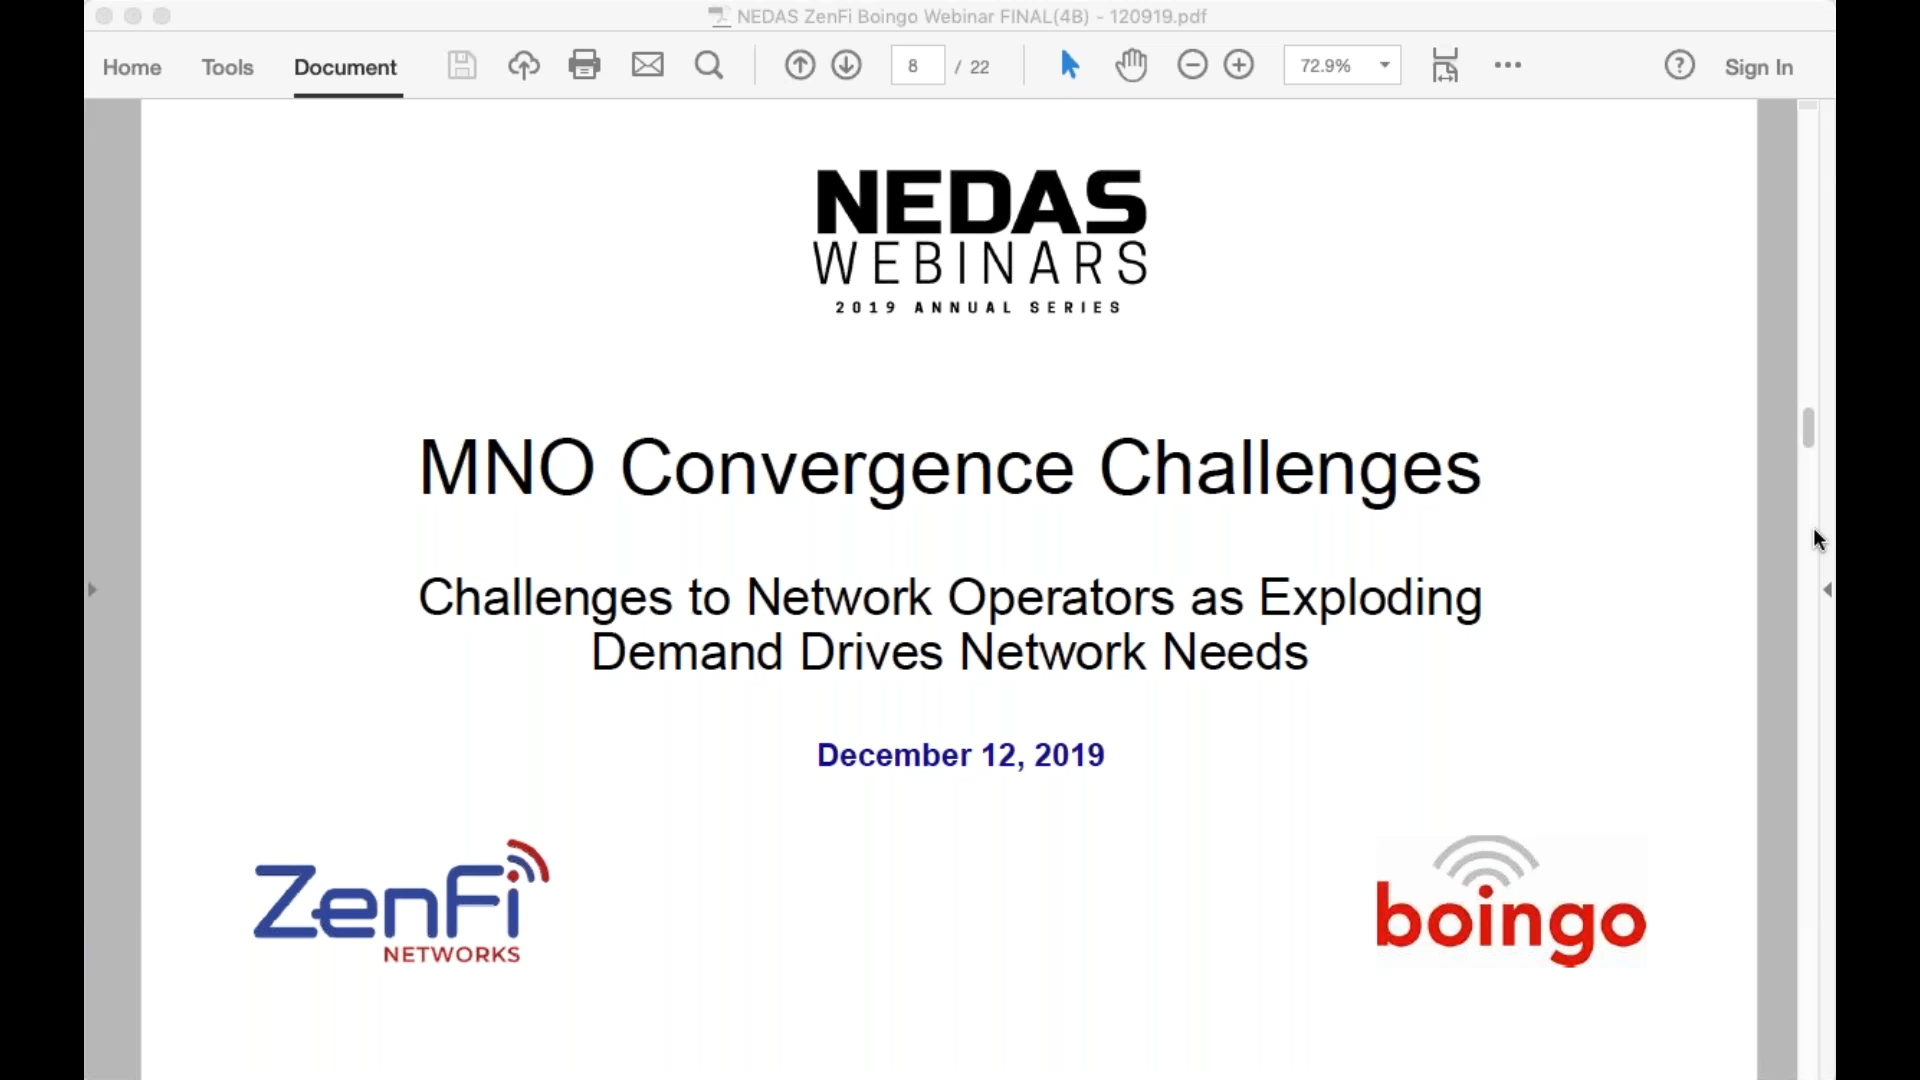 NEDAS ZenFi Boingo Webinar FINAL(4B) - 120919.pdf
Home Tools Document 8 / 22 72.9% Sign In
NEDAS
WEBINARS
2019 ANNUAL SERIES
MNO Convergence Challenges
Challenges to Network Operators as Exploding
Demand Drives Network Needs
December 12, 2019
ZenFi
NETWORKS
boingo